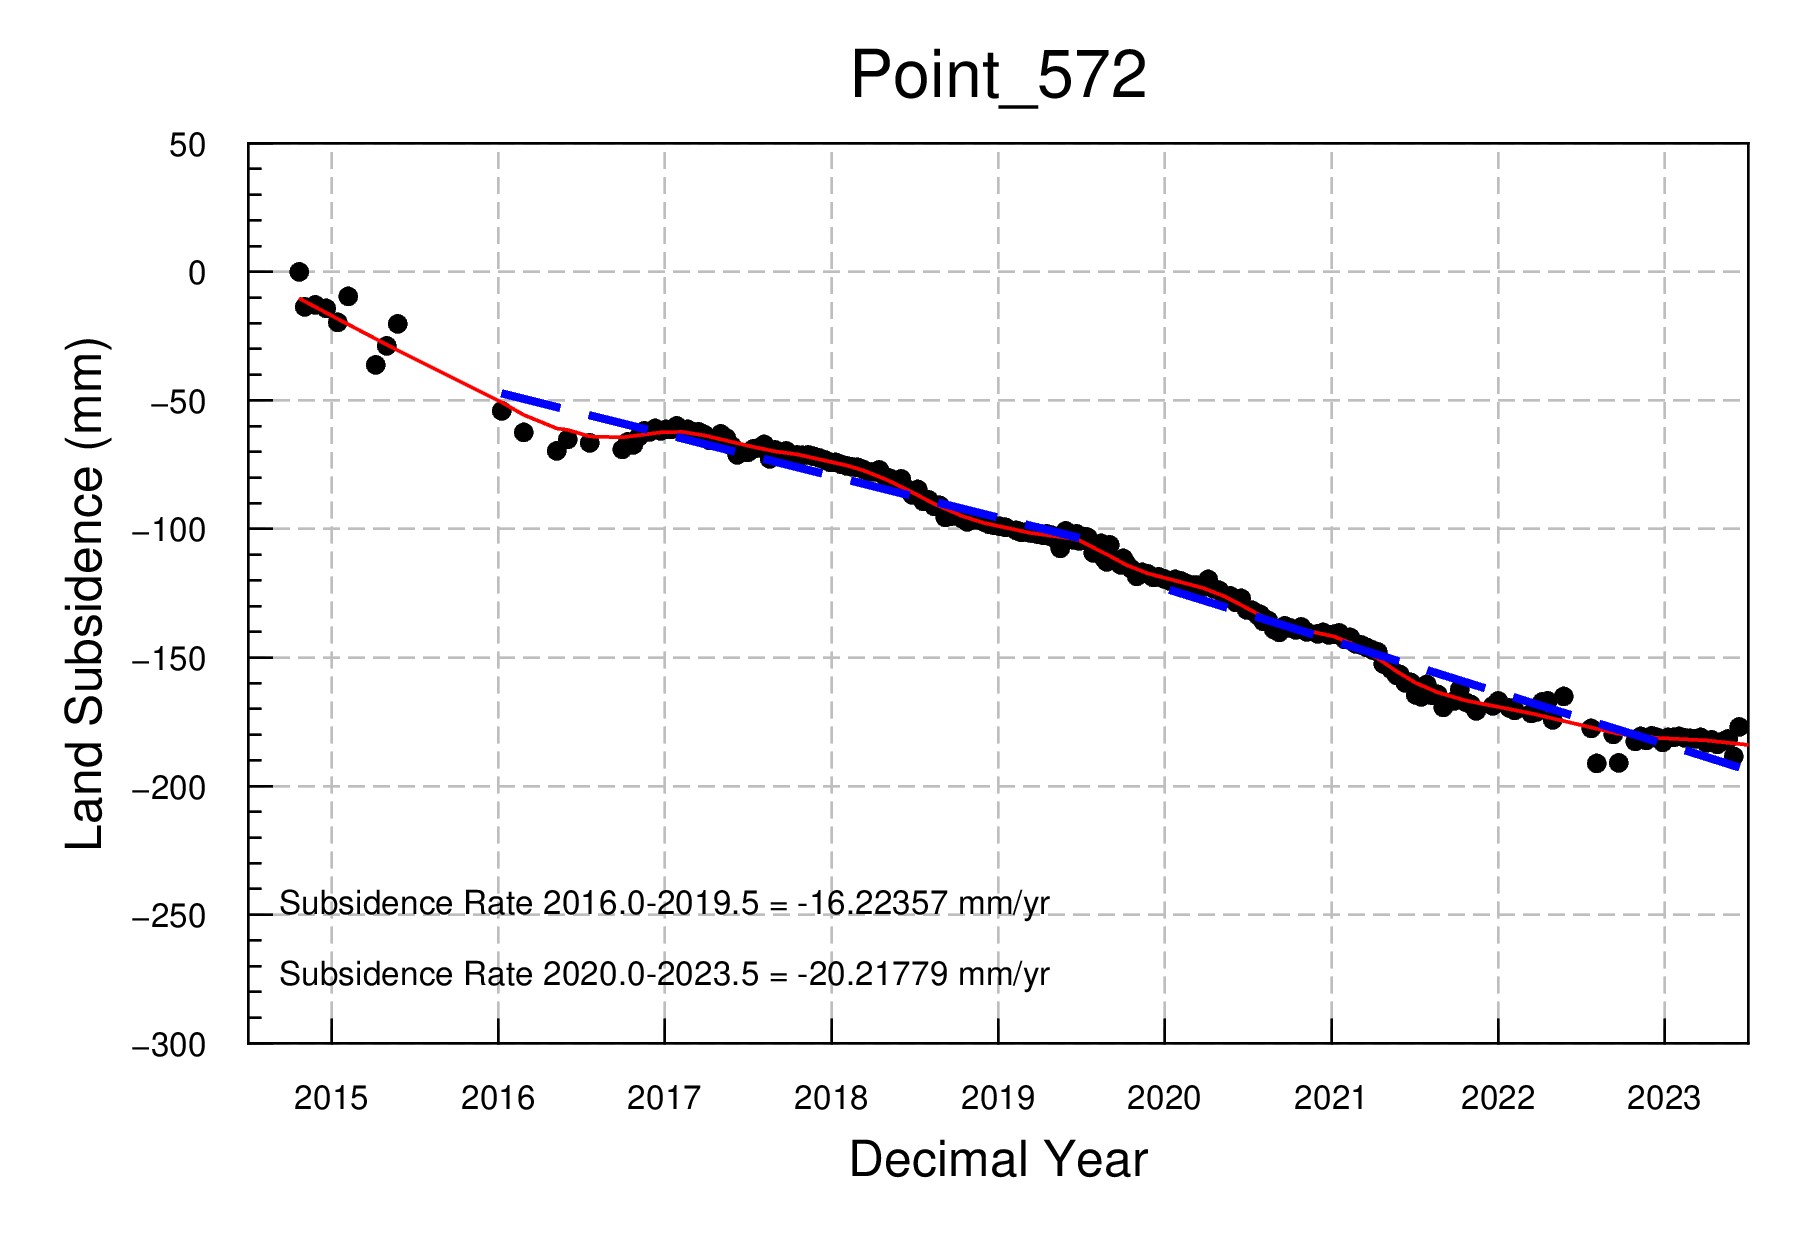 Point_572
50
0
−50
−100
−150
−200
−250
−300
Land Subsidence (mm)
Subsidence Rate 2016.0-2019.5 = -16.22357 mm/yr
Subsidence Rate 2020.0-2023.5 = -20.21779 mm/yr
2015 2016 2017 2018 2019 2020 2021 2022 2023
Decimal Year